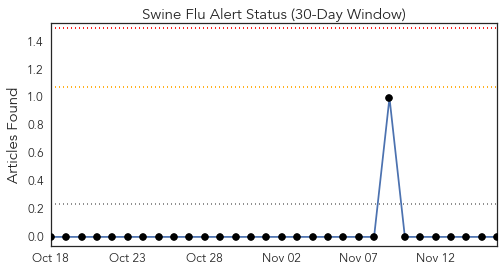 Swine Flu Alert Status (30-Day Window)
Articles Found
1.4
1.2
1.0
0.8
0.6
0.4
0.2
0.0
Oct 18 Oct 23 Oct 28 Nov 02 Nov 07 Nov 12